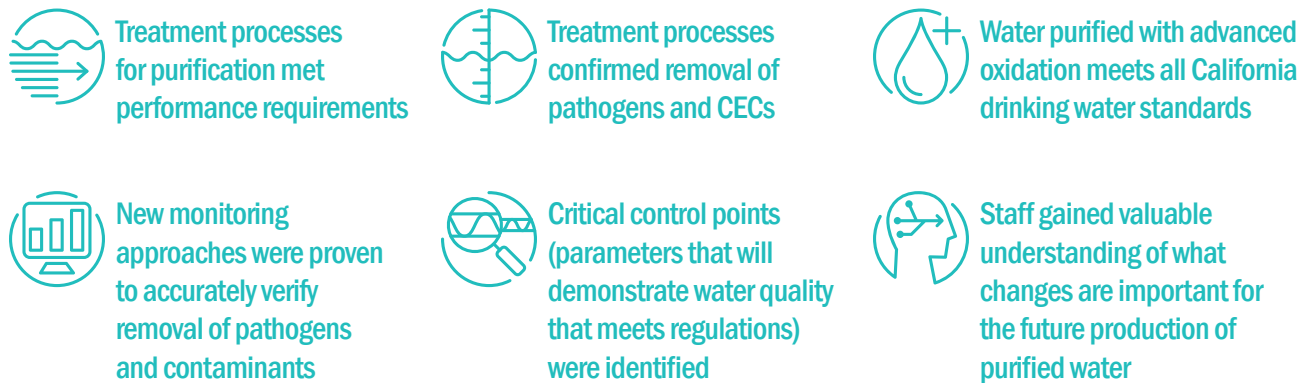 Treatment processes
for purification met
performance requirements
Treatment processes
confirmed removal of
pathogens and CECs
Water purified with advanced
oxidation meets all California
drinking water standards
New monitoring
approaches were proven
to accurately verify
removal of pathogens
and contaminants
Critical control points
(parameters that will
demonstrate water quality
that meets regulations)
were identified
Staff gained valuable
understanding of what
changes are important for
the future production of
purified water